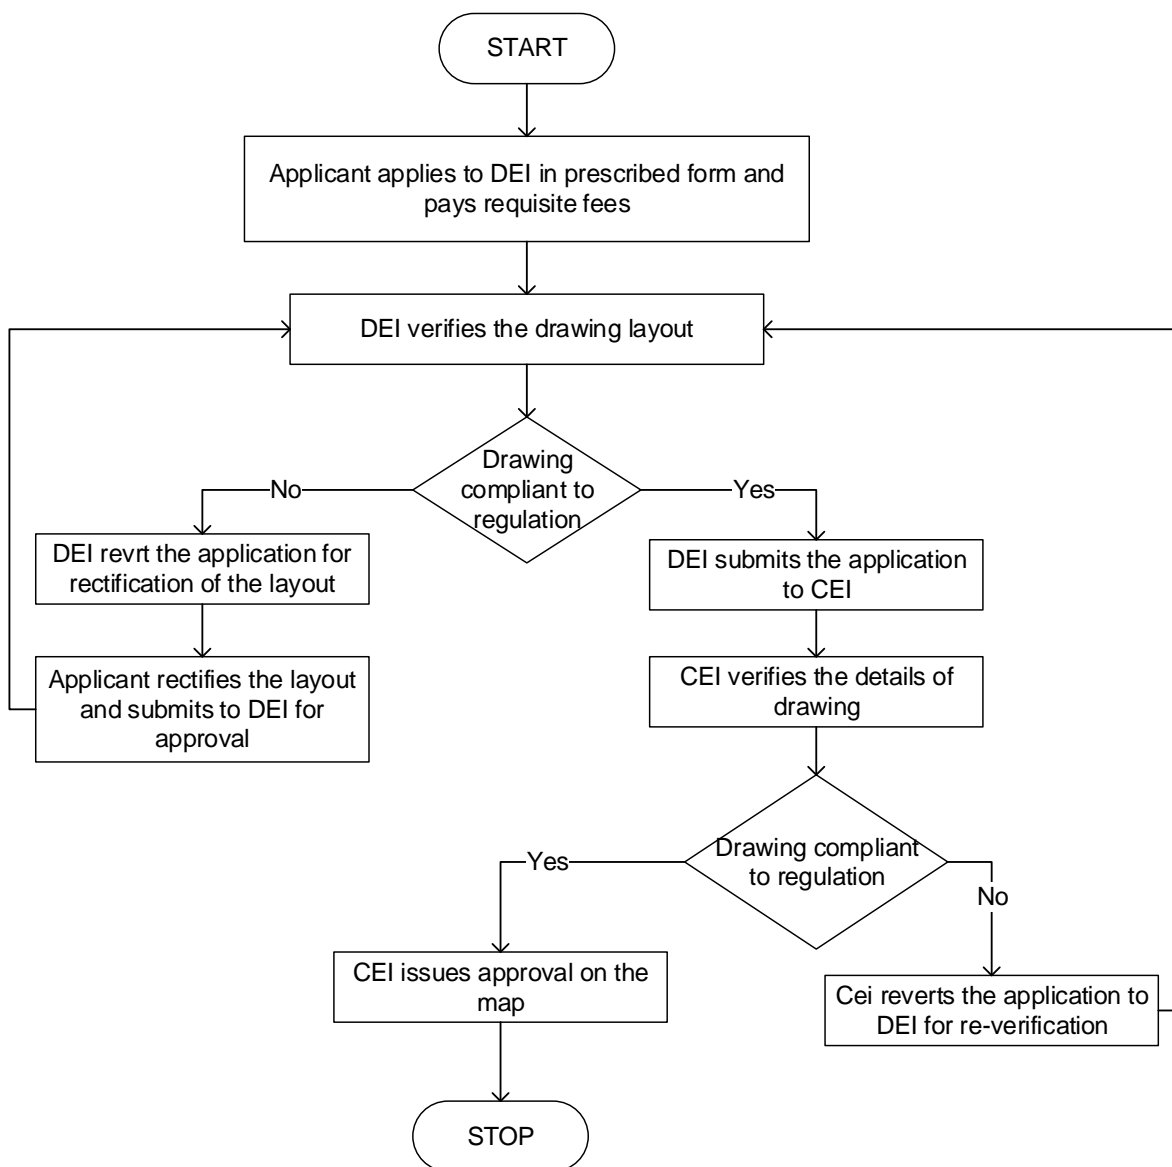 START
Applicant applies to DEI in prescribed form and
pays requisite fees
DEI verifies the drawing layout
Drawing
compliant to
regulation
No
Yes
DEI revrt the application for
rectification of the layout
DEI submits the application
to CEI
Applicant rectifies the layout
and submits to DEI for
approval
CEI verifies the details of
drawing
Drawing compliant
to regulation
Yes
No
CEI issues approval on the
map
Cei reverts the application to
DEI for re-verification
STOP